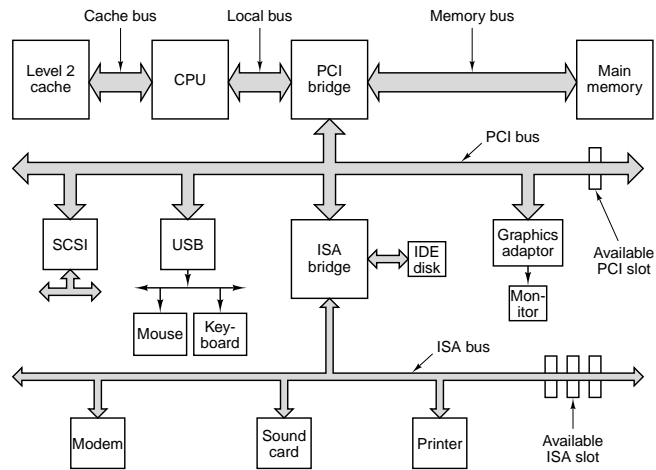 Cache bus
Local bus
Memory bus
Level 2
cache
CPU
PCI
bridge
Main
memory
PCI bus
SCSI
USB
ISA
bridge
IDE
disk
Graphics
adaptor
Available
PCI slot
Mon-
itor
Mouse
Key-
board
ISA bus
Modem
Sound
card
Printer
Available
ISA slot